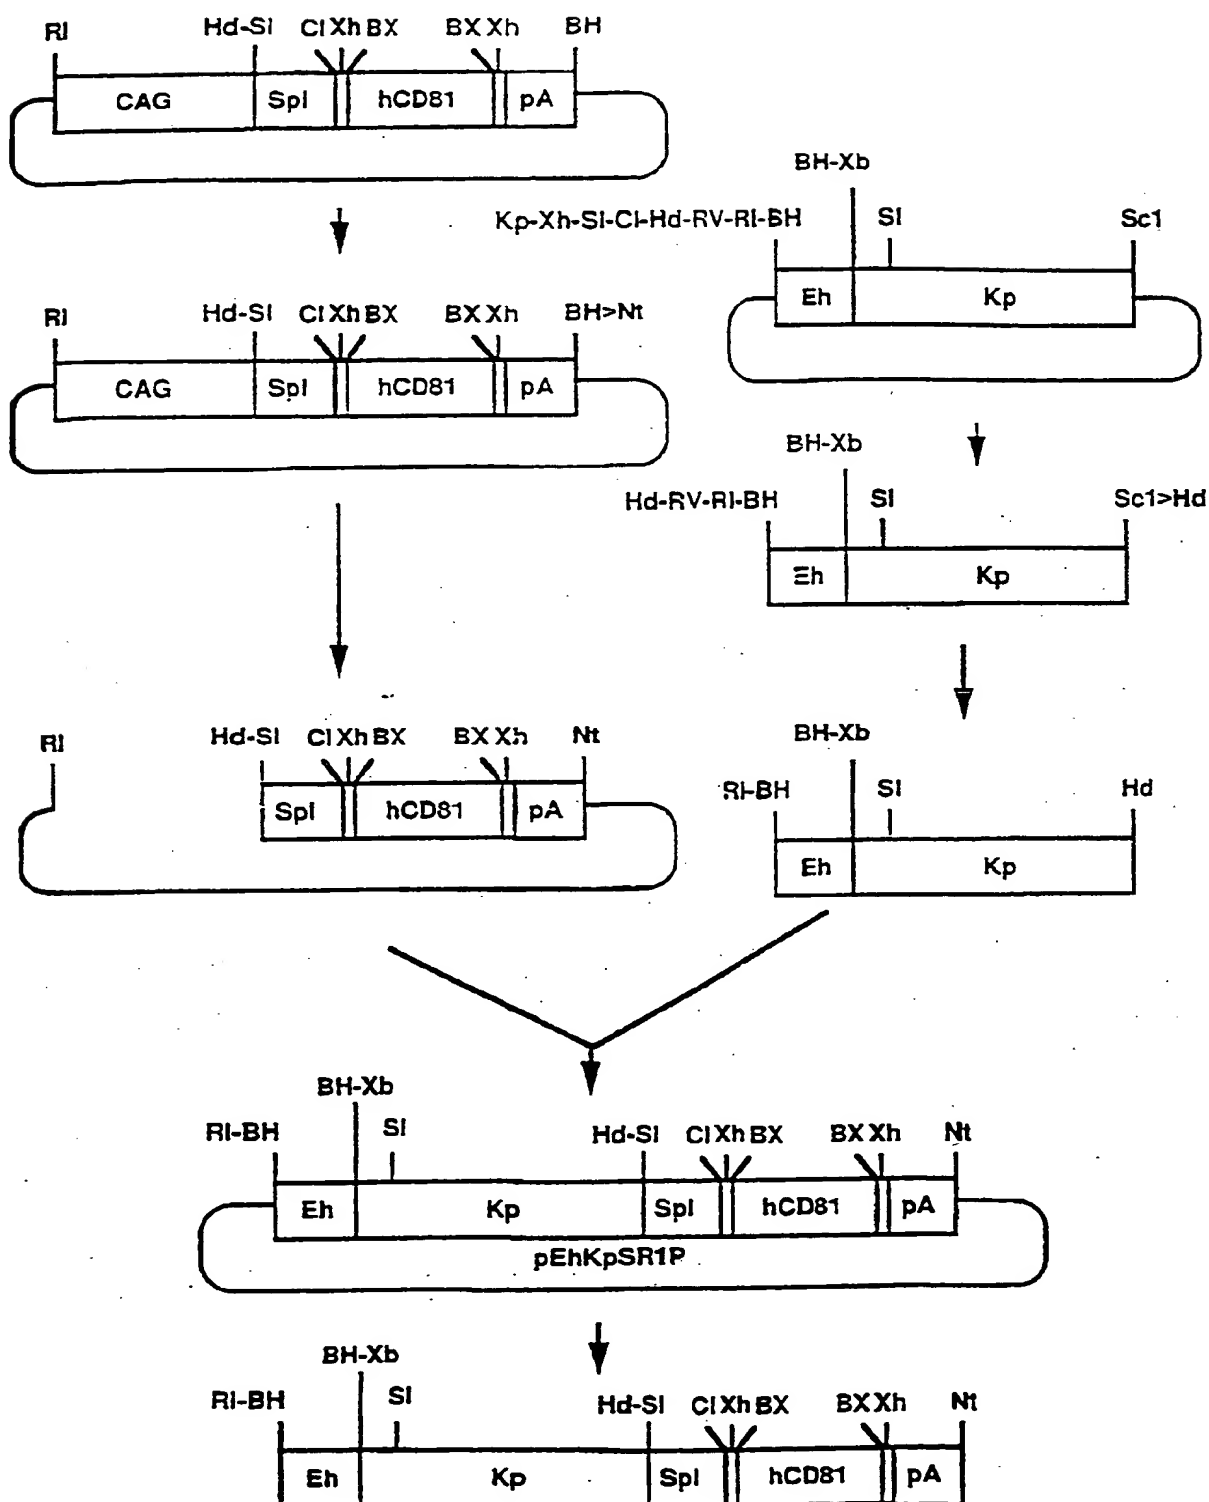 RI Hd-SI CI Xh BX BX Xh BH
CAG SpI hCD81 pA
BH-Xb
Kp-Xh-SI-CI-Hd-RV-RI-BH SI Sc1
Eh Kp
RI Hd-SI CI Xh BX BX Xh BH>Nt
CAG SpI hCD81 pA
BH-Xb
Hd-RV-RI-BH SI Sc1>Hd
Eh Kp
RI Hd-SI CI Xh BX BX Xh Nt
SpI hCD81 pA
BH-Xb
RI-BH SI Hd
Eh Kp
BH-Xb
RI-BH SI Hd-SI CI Xh BX BX Xh Nt
Eh Kp SpI hCD81 pA
pEhKpSR1P
BH-Xb
RI-BH SI Hd-SI CI Xh BX BX Xh Nt
Eh Kp SpI hCD81 pA